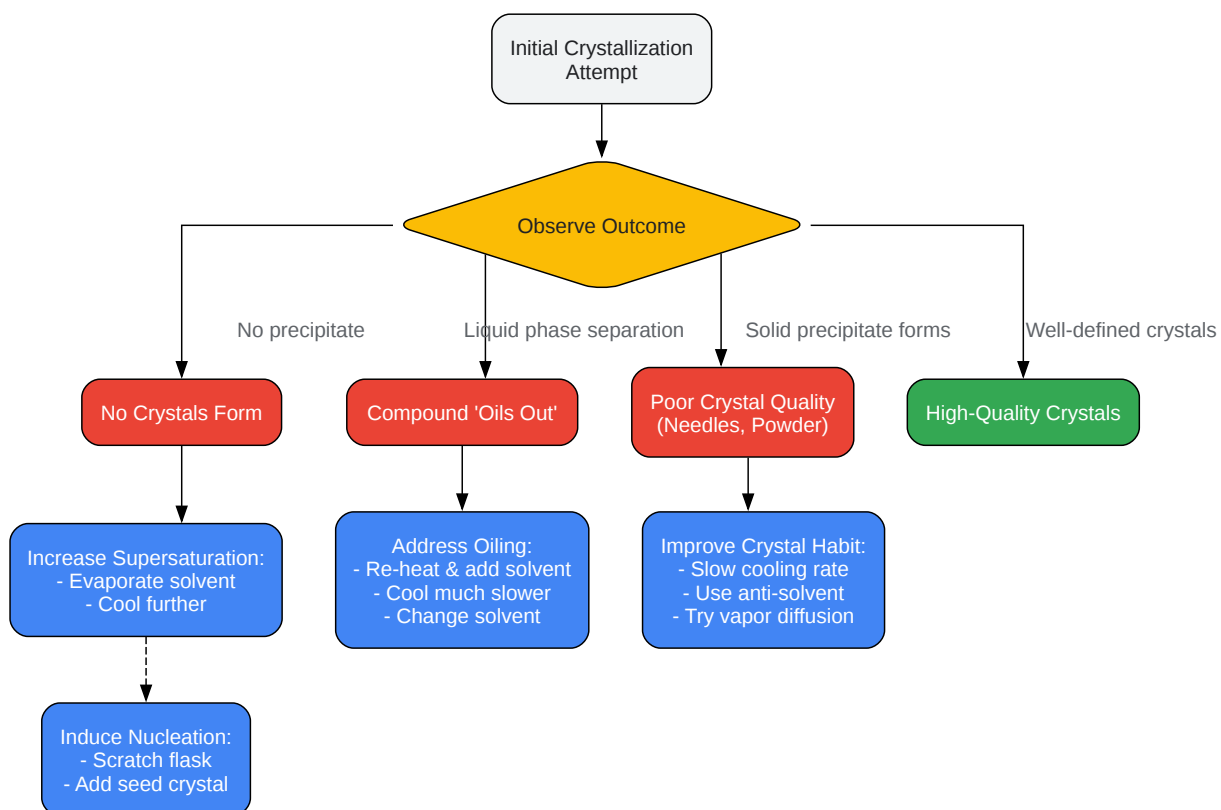 Initial Crystallization
Attempt
Observe Outcome
No precipitate
Liquid phase separation
Solid precipitate forms
Well-defined crystals
No Crystals Form
Compound 'Oils Out'
Poor Crystal Quality
(Needles, Powder)
High-Quality Crystals
Increase Supersaturation:
- Evaporate solvent
- Cool further
Address Oiling:
- Re-heat & add solvent
- Cool much slower
- Change solvent
Improve Crystal Habit:
- Slow cooling rate
- Use anti-solvent
- Try vapor diffusion
Induce Nucleation:
- Scratch flask
- Add seed crystal